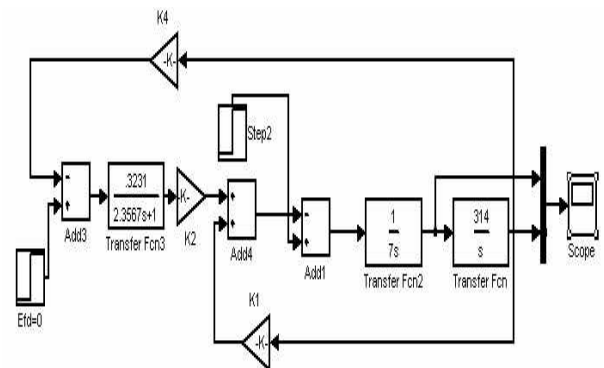 K4
-K-
Step2
-
+
Add3
.3231
2.3567s+1
Transfer Fcn3
-K-
K2
+
+
Add4
-
+
Add1
1
7s
Transfer Fcn2
314
s
Transfer Fcn
Scope
Efd=0
K1
-K-